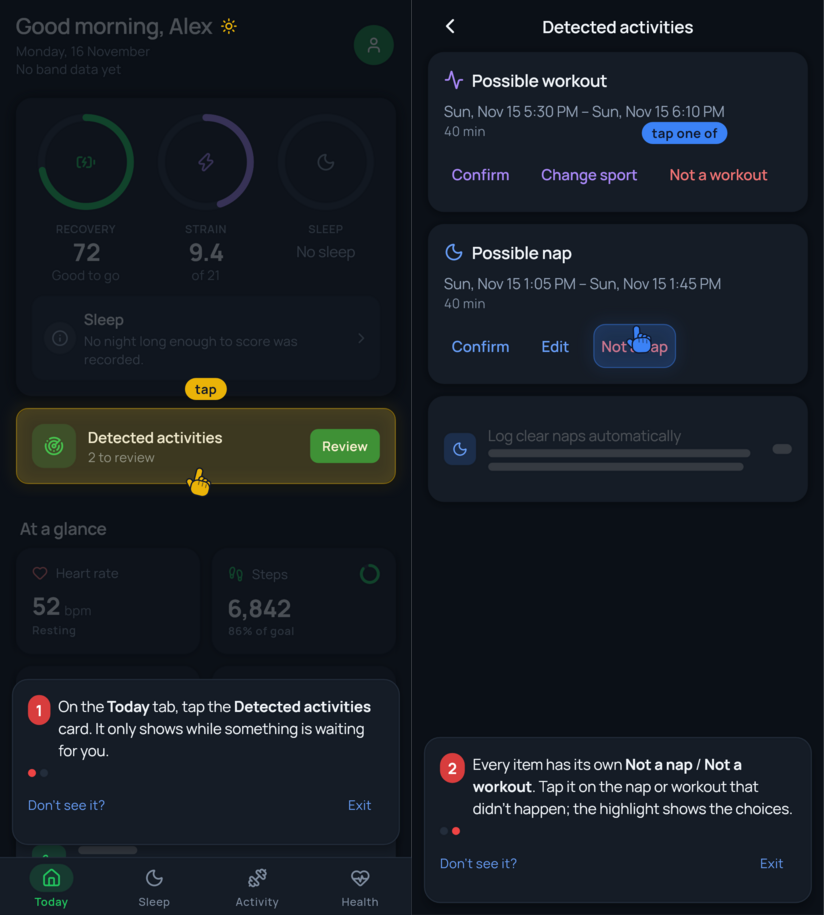 Good morning, Alex
Monday, 16 November
No band data yet
RECOVERY
72
Good to go
STRAIN
9.4
of 21
SLEEP
No sleep
Sleep
No night long enough to score was
recorded.
tap
Detected activities
2 to review
Review
At a glance
Heart rate
52 bpm
Resting
Steps
6,842
86% of goal
1
On the Today tab, tap the Detected activities
card. It only shows while something is waiting
for you.
Don't see it?
Exit
Today
Sleep
Activity
Health
Detected activities
Possible workout
Sun, Nov 15 5:30 PM – Sun, Nov 15 6:10 PM
40 min
tap one of
Confirm
Change sport
Not a workout
Possible nap
Sun, Nov 15 1:05 PM – Sun, Nov 15 1:45 PM
40 min
Confirm
Edit
Not a nap
Log clear naps automatically
2
Every item has its own Not a nap / Not a
workout. Tap it on the nap or workout that
didn't happen; the highlight shows the choices.
Don't see it?
Exit